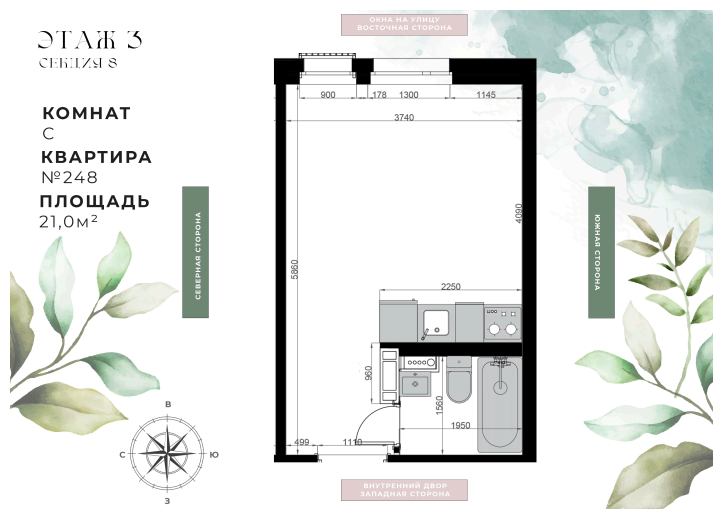 ЭТАЖ 3
СЕКЦИЯ 8
КОМНАТ
С
КВАРТИРА
№248
ПЛОЩАДЬ
21,0м²
ОКНА НА УЛИЦУ
ВОСТОЧНАЯ СТОРОНА
900
178
1300
1145
3740
4090
5860
СЕВЕРНАЯ СТОРОНА
ЮЖНАЯ СТОРОНА
2250
960
1560
1950
499
1110
В
С
Ю
З
ВНУТРЕННИЙ ДВОР
ЗАПАДНАЯ СТОРОНА